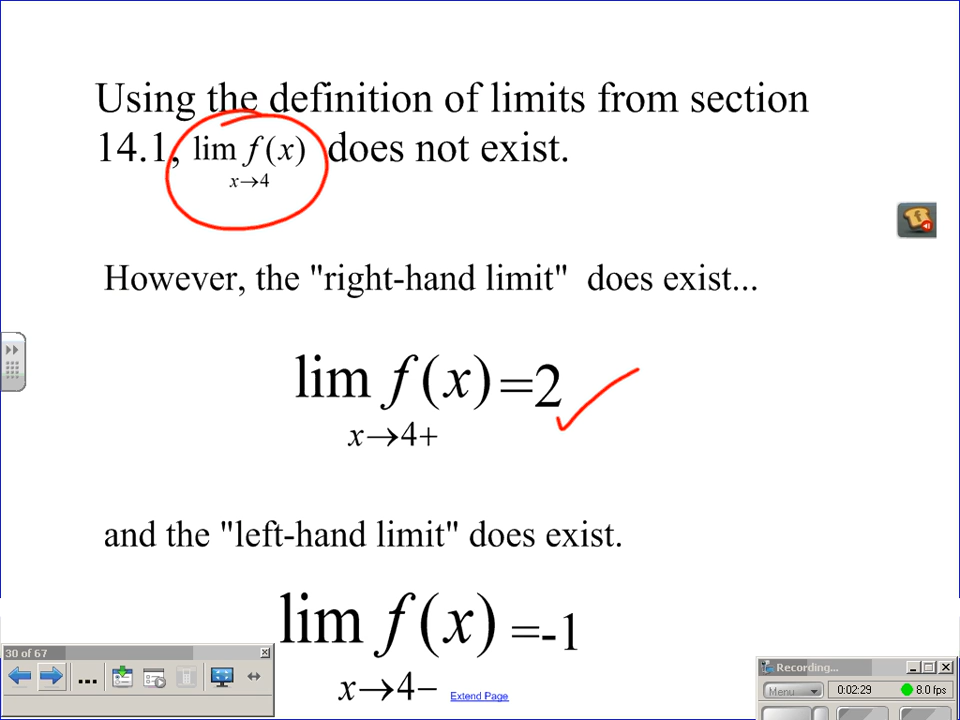 Using the definition of limits from section
14.1, lim f(x) does not exist.
x→4
However, the "right-hand limit" does exist...
lim f(x) =2
x→4+
and the "left-hand limit" does exist.
lim f(x) =-1
x→4−
30 of 67
Extend Page
Recording...
Menu
0:02:29
8.0 fps